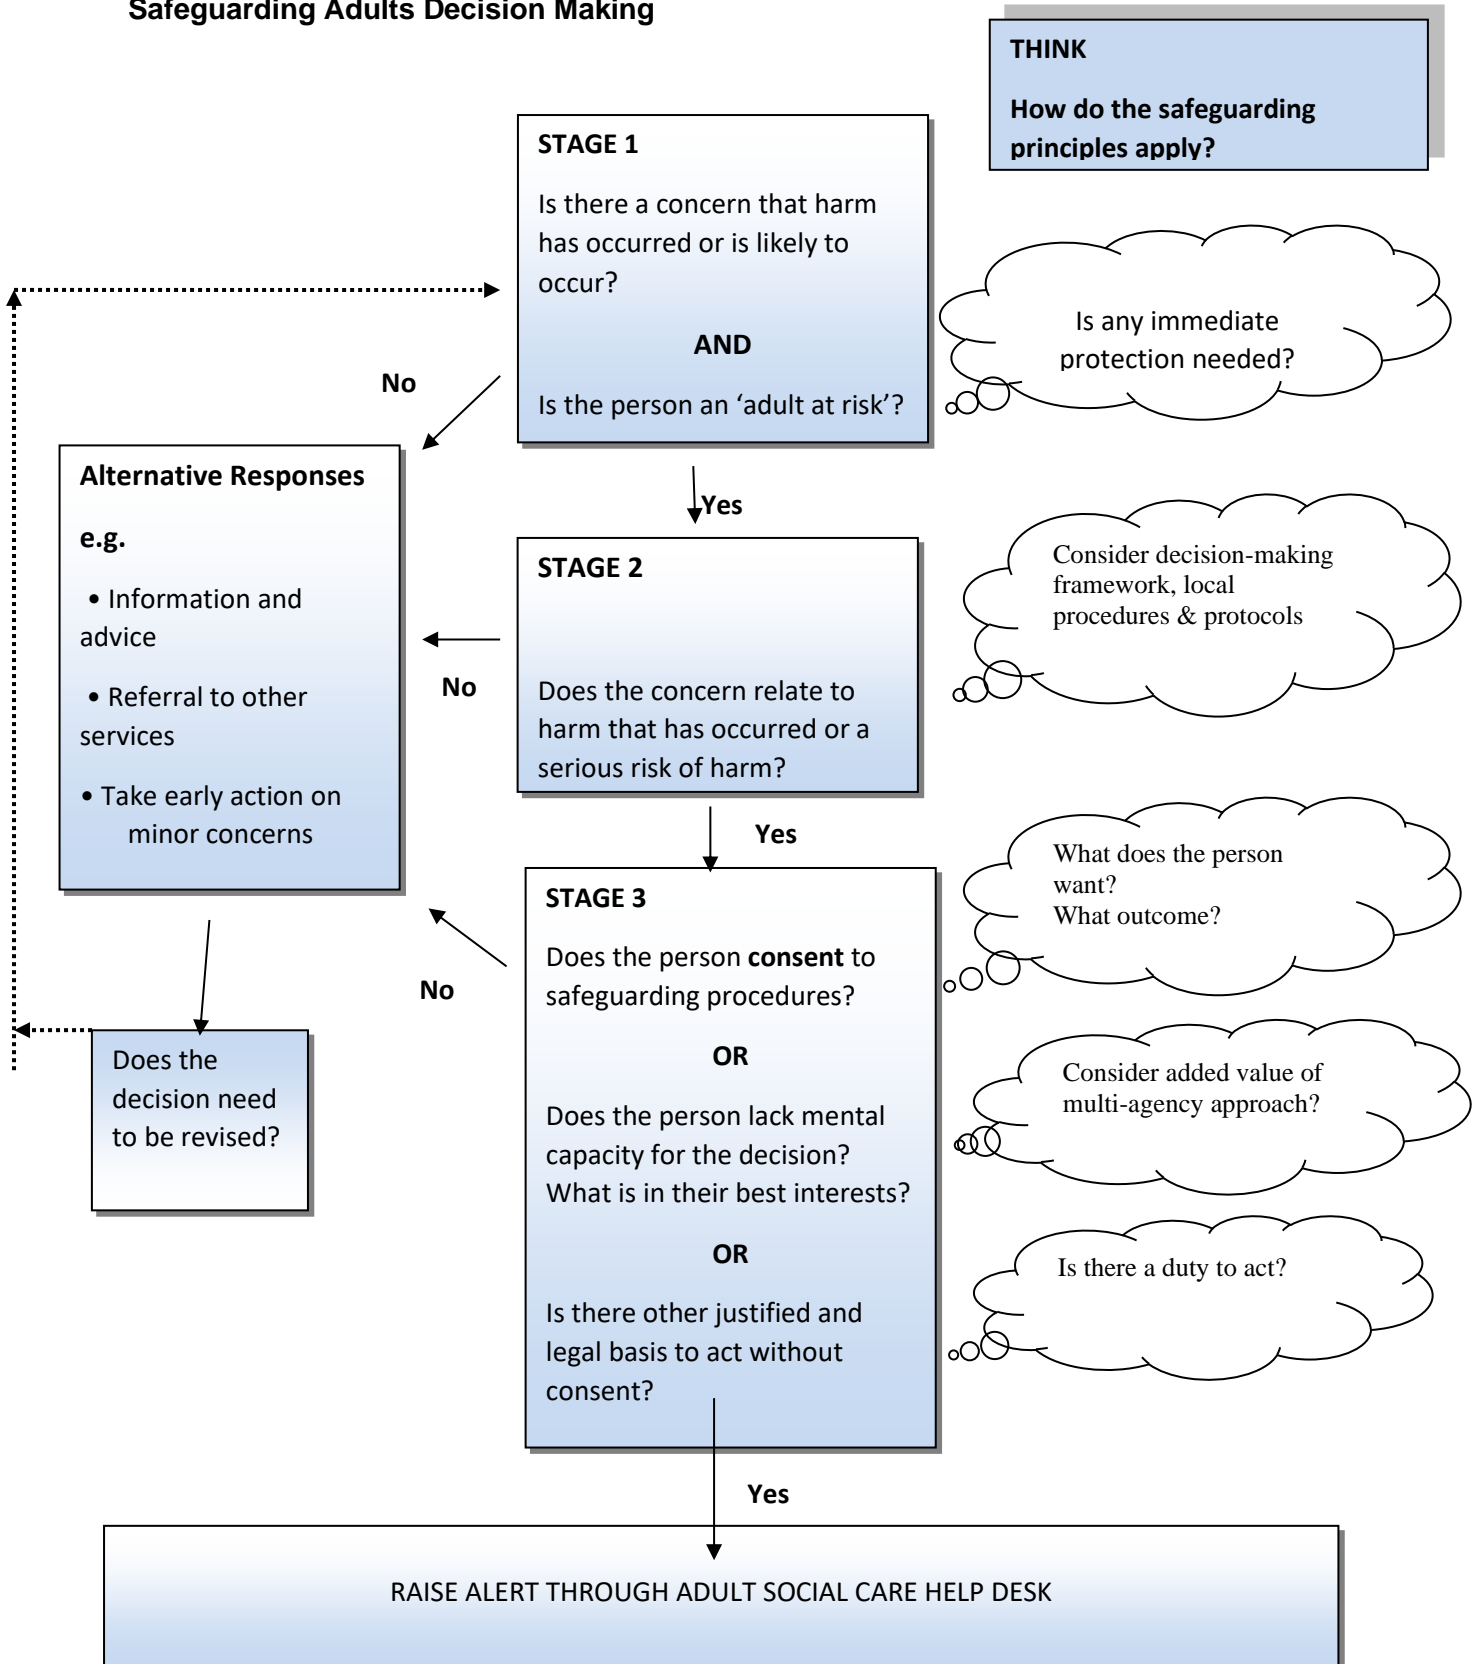 Safeguarding Adults Decision Making
THINK
How do the safeguarding
principles apply?
STAGE 1
Is there a concern that harm
has occurred or is likely to
occur?
AND
Is the person an ‘adult at risk’?
Is any immediate
protection needed?
No
Yes
Alternative Responses
e.g.
• Information and
advice
• Referral to other
services
• Take early action on
minor concerns
STAGE 2
Does the concern relate to
harm that has occurred or a
serious risk of harm?
Consider decision-making
framework, local
procedures & protocols
No
Yes
STAGE 3
Does the person consent to
safeguarding procedures?
OR
Does the person lack mental
capacity for the decision?
What is in their best interests?
OR
Is there other justified and
legal basis to act without
consent?
What does the person
want?
What outcome?
No
Does the
decision need
to be revised?
Consider added value of
multi-agency approach?
Is there a duty to act?
Yes
RAISE ALERT THROUGH ADULT SOCIAL CARE HELP DESK